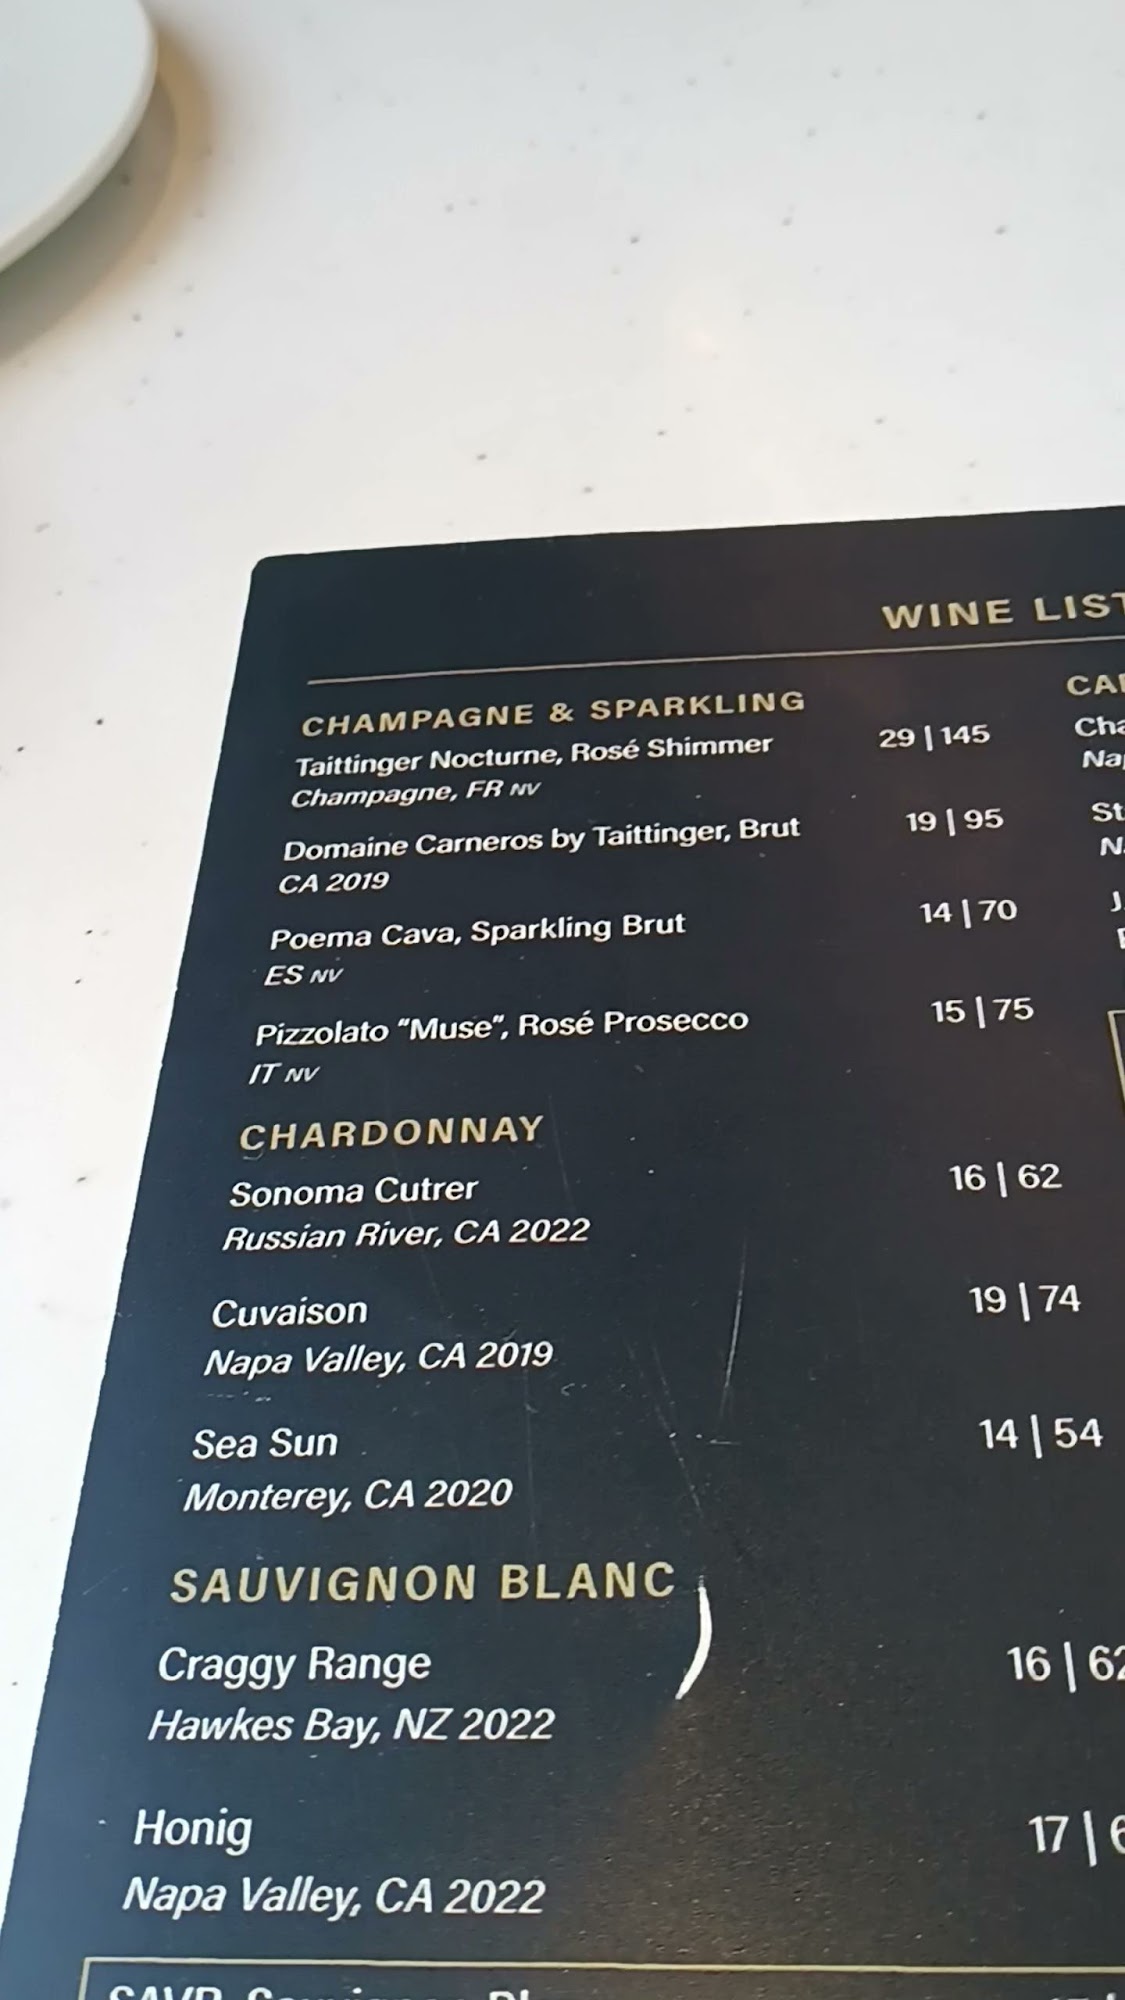 WINE LIST
CHAMPAGNE & SPARKLING
Taittinger Nocturne, Rosé Shimmer 29 | 145
Champagne, FR NV
Domaine Carneros by Taittinger, Brut 19 | 95
CA 2019
Poema Cava, Sparkling Brut 14 | 70
ES NV
Pizzolato “Muse”, Rosé Prosecco 15 | 75
IT NV
CHARDONNAY
Sonoma Cutrer 16 | 62
Russian River, CA 2022
Cuvaison 19 | 74
Napa Valley, CA 2019
Sea Sun 14 | 54
Monterey, CA 2020
SAUVIGNON BLANC
Craggy Range 16 | 62
Hawkes Bay, NZ 2022
Honig 17 |
Napa Valley, CA 2022